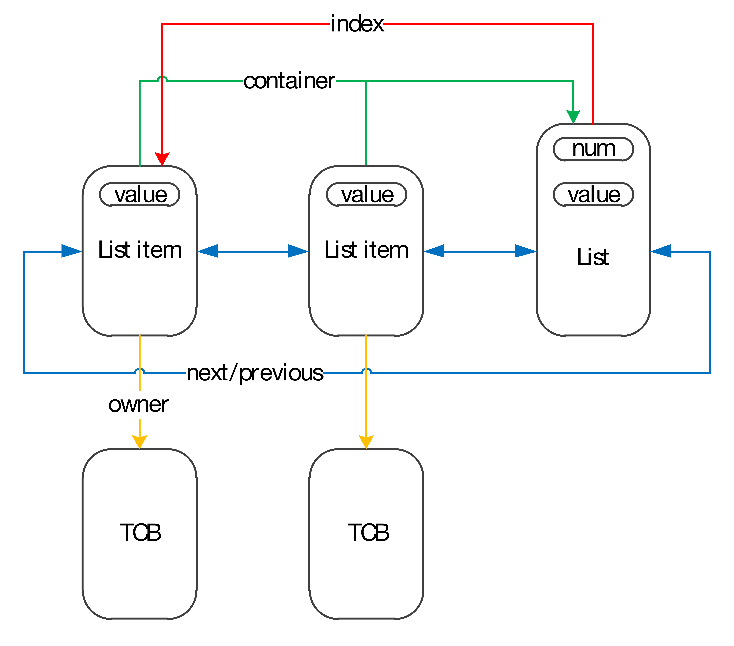 index
container
num
value
value
value
List item
List item
List
next/previous
owner
TCB
TCB